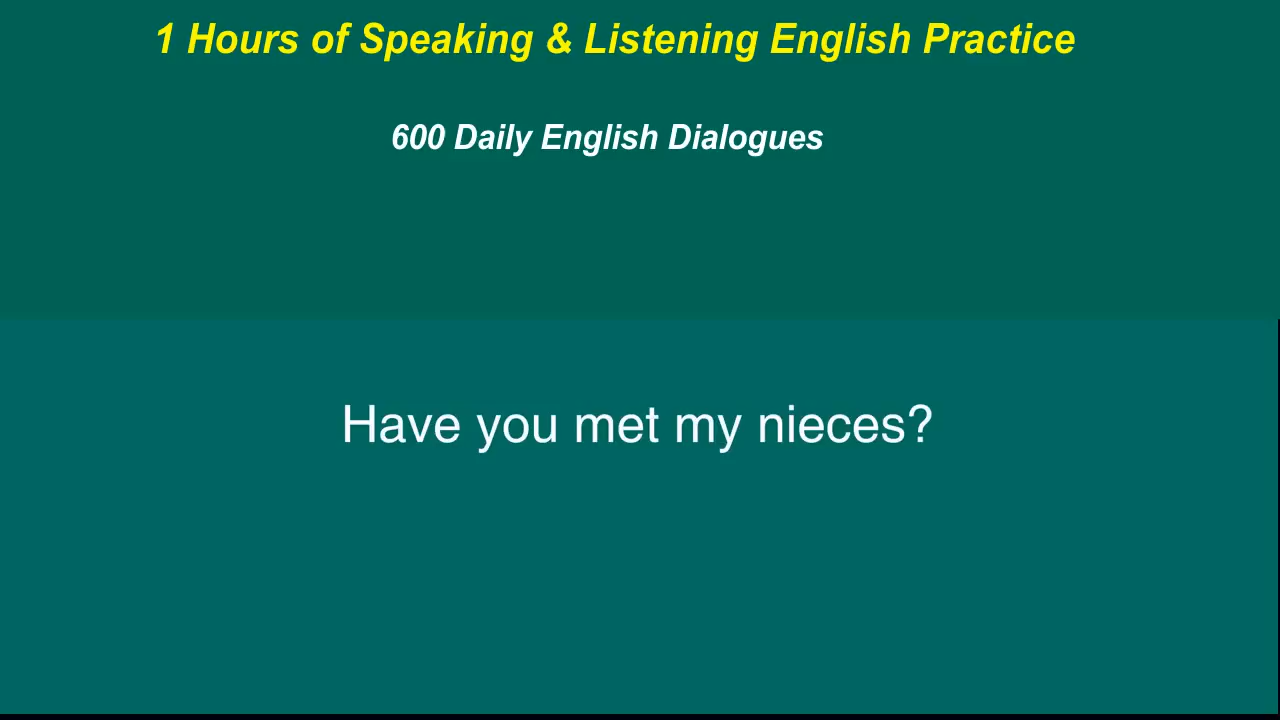 1 Hours of Speaking & Listening English Practice
600 Daily English Dialogues
Have you met my nieces?